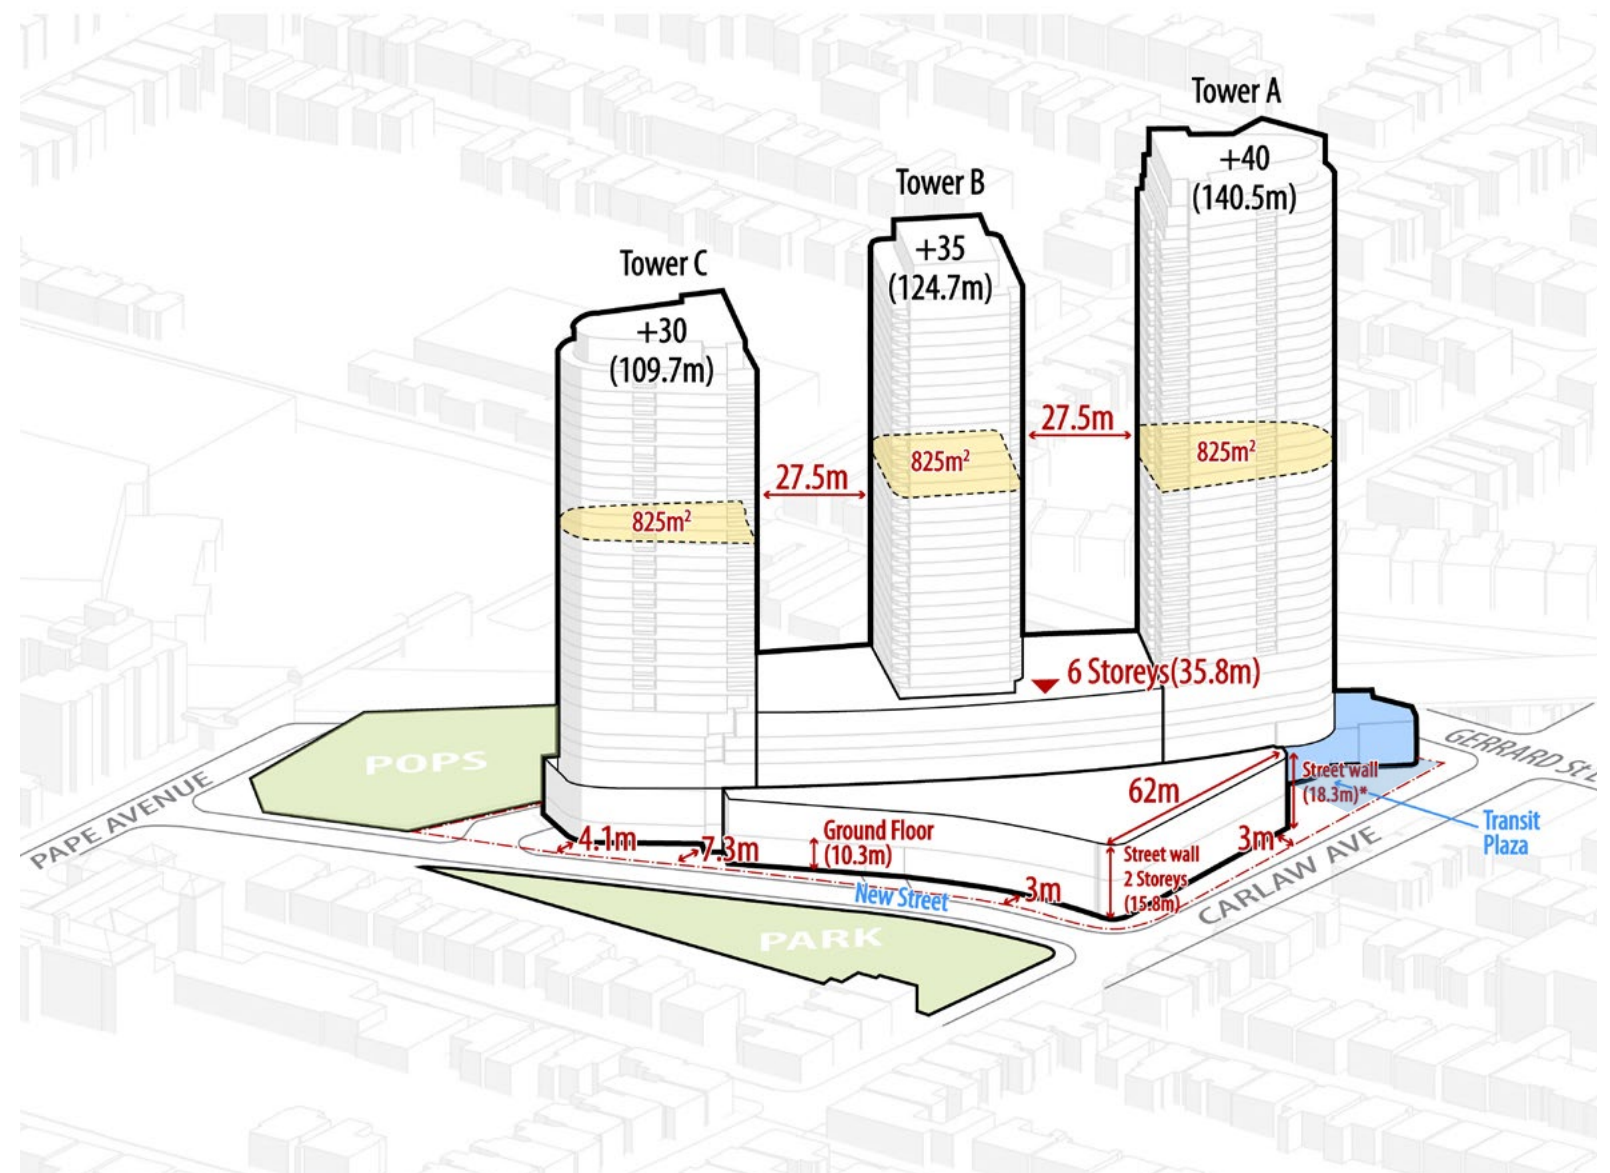 Tower A
+40
(140.5m)
Tower B
+35
(124.7m)
Tower C
+30
(109.7m)
27.5m
825m²
825m²
27.5m
825m²
6 Storeys(35.8m)
POPS
GERRARD St E
Street wall
(18.3m)*
62m
PAPE AVENUE
4.1m
7.3m
Ground Floor
(10.3m)
3m
Transit
Plaza
Street wall
2 Storeys
(15.8m)
3m
New Street
CARLAW AVE
PARK